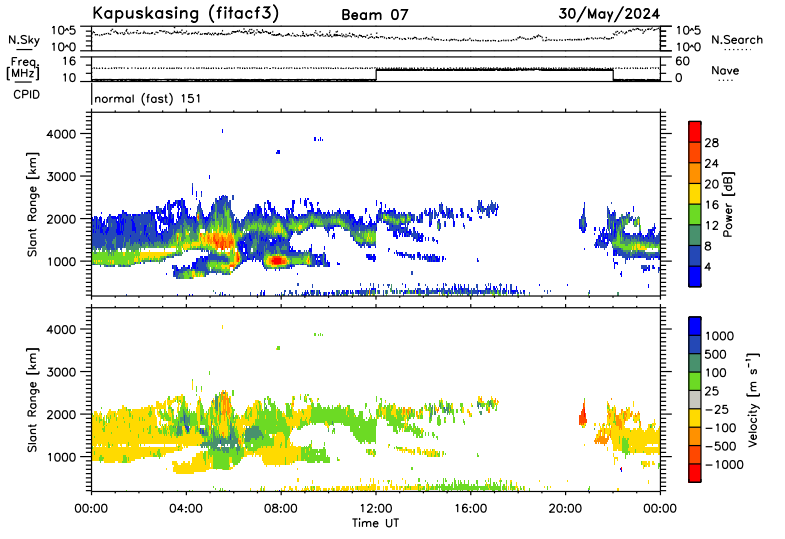 Kapuskasing (fitacf3) Beam 07 30/May/2024
N.Sky 10^5 10^0 10^5 10^0 N.Search
Freq. [MHz] 16 10 60 0 Nave
CPID normal (fast) 151
Slant Range [km] 4000 3000 2000 1000
Power [dB] 28 24 20 16 12 8 4
Slant Range [km] 4000 3000 2000 1000
Velocity [m s^-1] 1000 500 100 25 -25 -100 -500 -1000
00:00 04:00 08:00 12:00 16:00 20:00 00:00
Time UT